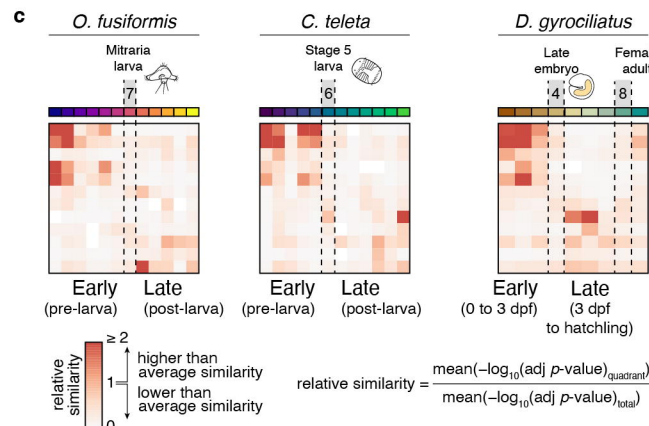 c
O. fusiformis
C. teleta
D. gyrociliatus
Mitraria
larva
Stage 5
larva
Late
embryo
7
6
4
8
Early
(pre-larva)
Late
(post-larva)
Early
(pre-larva)
Late
(post-larva)
Early
(0 to 3 dpf)
Late
(3 dpf
to hatchling)
relative
similarity
≥ 2
1
0
higher than
average similarity
lower than
average similarity
relative similarity = mean(−log10(adj p-value)quadrant)
mean(−log10(adj p-value)total)